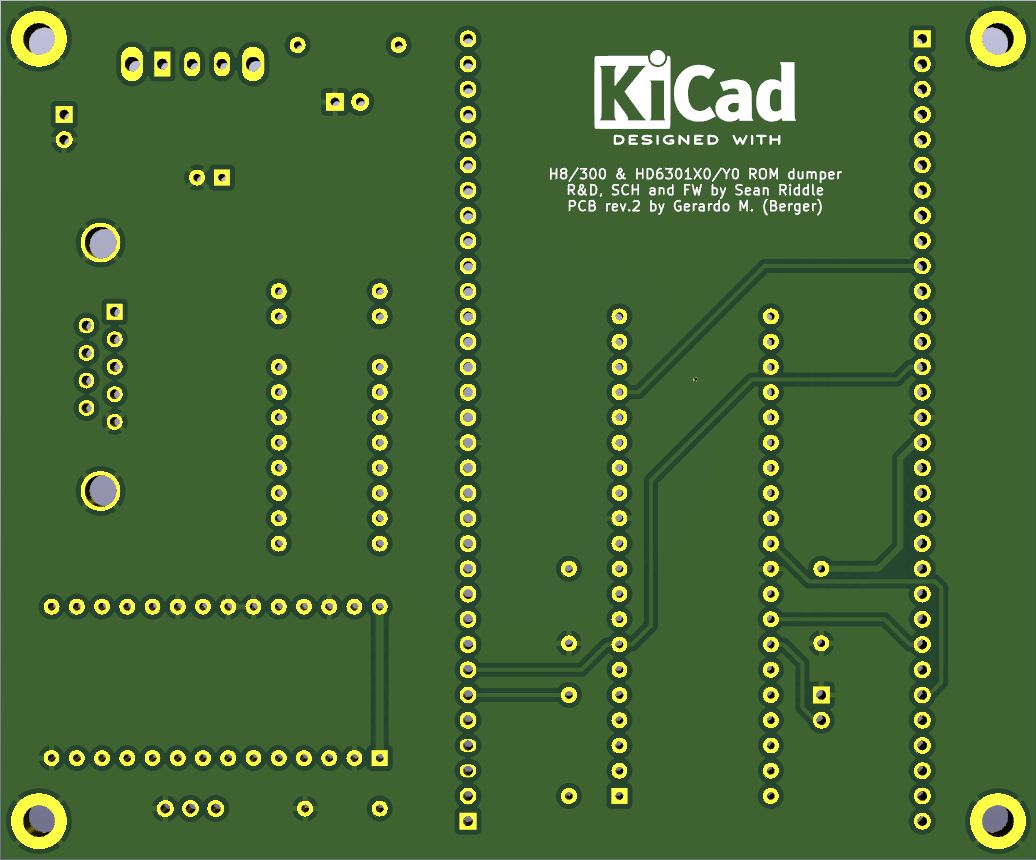 KiCad
DESIGNED WITH
H8/300 & HD6301X0/Y0 ROM dumper
R&D, SCH and FW by Sean Riddle
PCB rev.2 by Gerardo M. (Berger)